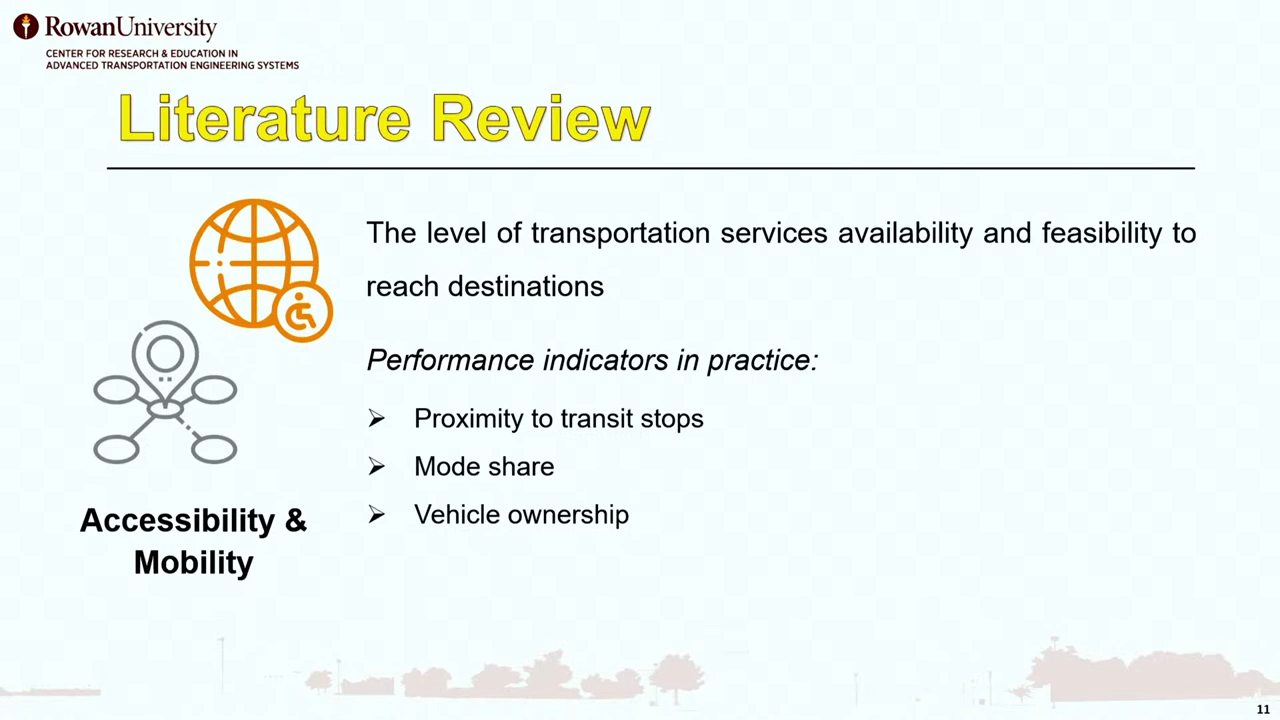 RowanUniversity
CENTER FOR RESEARCH & EDUCATION IN
ADVANCED TRANSPORTATION ENGINEERING SYSTEMS
Literature Review
The level of transportation services availability and feasibility to
reach destinations
Performance indicators in practice:
➢ Proximity to transit stops
➢ Mode share
➢ Vehicle ownership
Accessibility &
Mobility
11